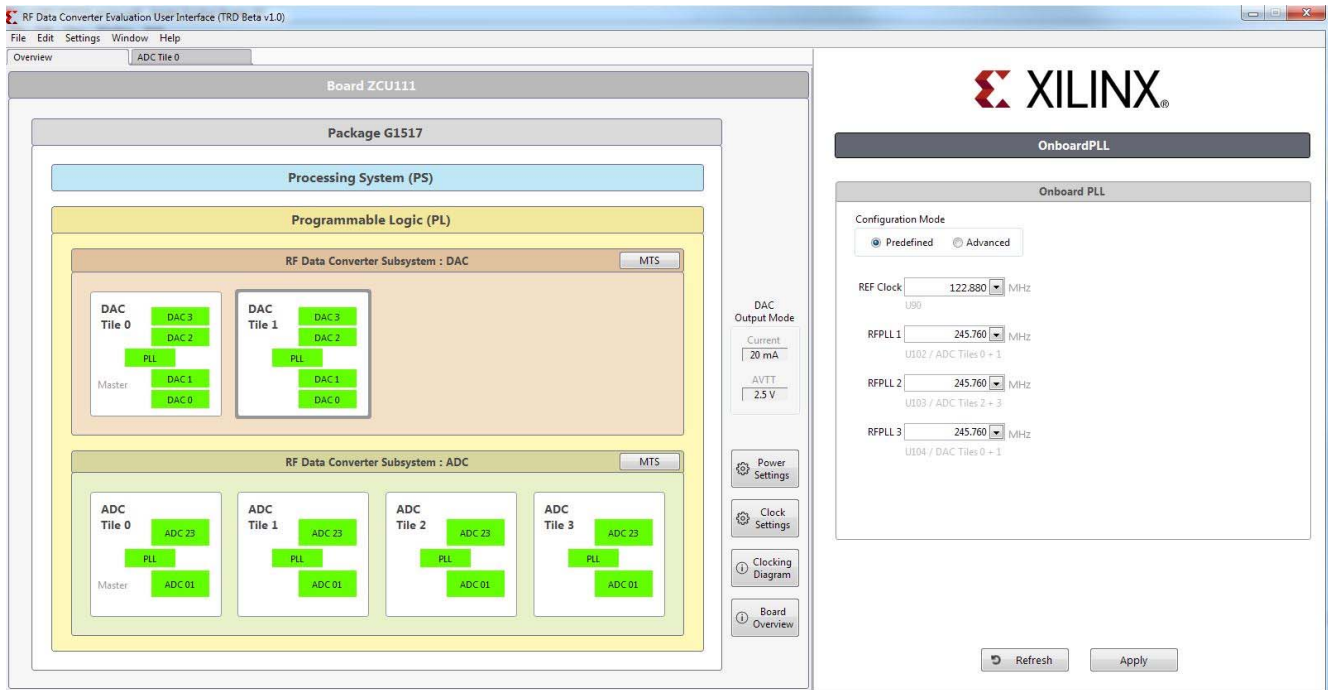 RF Data Converter Evaluation User Interface (TRD Beta v1.0)
File Edit Settings Window Help
Overview
ADC Tile 0
Board ZCU111
Package G1517
Processing System (PS)
Programmable Logic (PL)
RF Data Converter Subsystem : DAC
MTS
DAC
Tile 0
DAC 3
DAC 2
PLL
Master
DAC 1
DAC 0
DAC
Tile 1
DAC 3
DAC 2
PLL
DAC 1
DAC 0
RF Data Converter Subsystem : ADC
MTS
ADC
Tile 0
ADC 23
PLL
Master
ADC 01
ADC
Tile 1
ADC 23
PLL
ADC 01
ADC
Tile 2
ADC 23
PLL
ADC 01
ADC
Tile 3
ADC 23
PLL
ADC 01
DAC
Output Mode
Current
20 mA
AVTT
2.5 V
Power
Settings
Clock
Settings
Clocking
Diagram
Board
Overview
XILINX®
OnboardPLL
Onboard PLL
Configuration Mode
Predefined Advanced
REF Clock 122.880 MHz
U90
RFPLL 1 245.760 MHz
U102 / ADC Tiles 0 + 1
RFPLL 2 245.760 MHz
U103 / ADC Tiles 2 + 3
RFPLL 3 245.760 MHz
U104 / DAC Tiles 0 + 1
Refresh
Apply